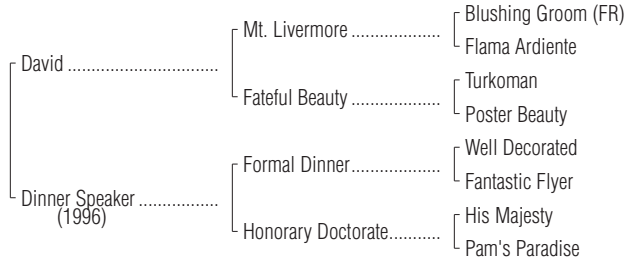 Blushing Groom (FR)
Mt. Livermore ...................
Flama Ardiente
David ................................
Turkoman
Fateful Beauty ...................
Poster Beauty
Well Decorated
Formal Dinner...................
Fantastic Flyer
Dinner Speaker .................
(1996)
His Majesty
Honorary Doctorate...........
Pam's Paradise